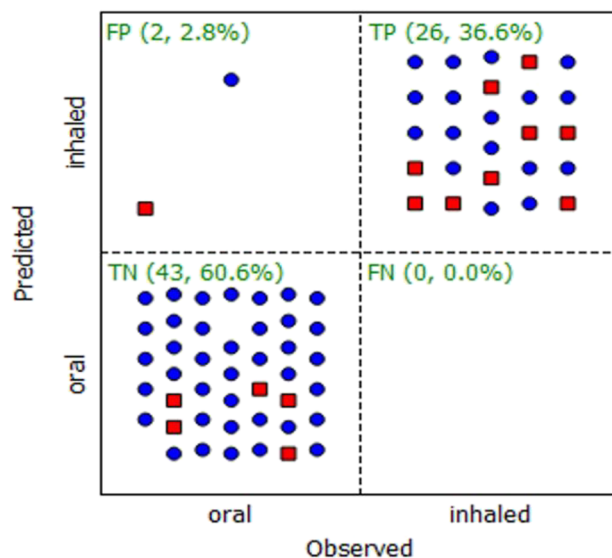 FP (2, 2.8%)
TP (26, 36.6%)
inhaled
Predicted
TN (43, 60.6%)
FN (0, 0.0%)
oral
oral
inhaled
Observed